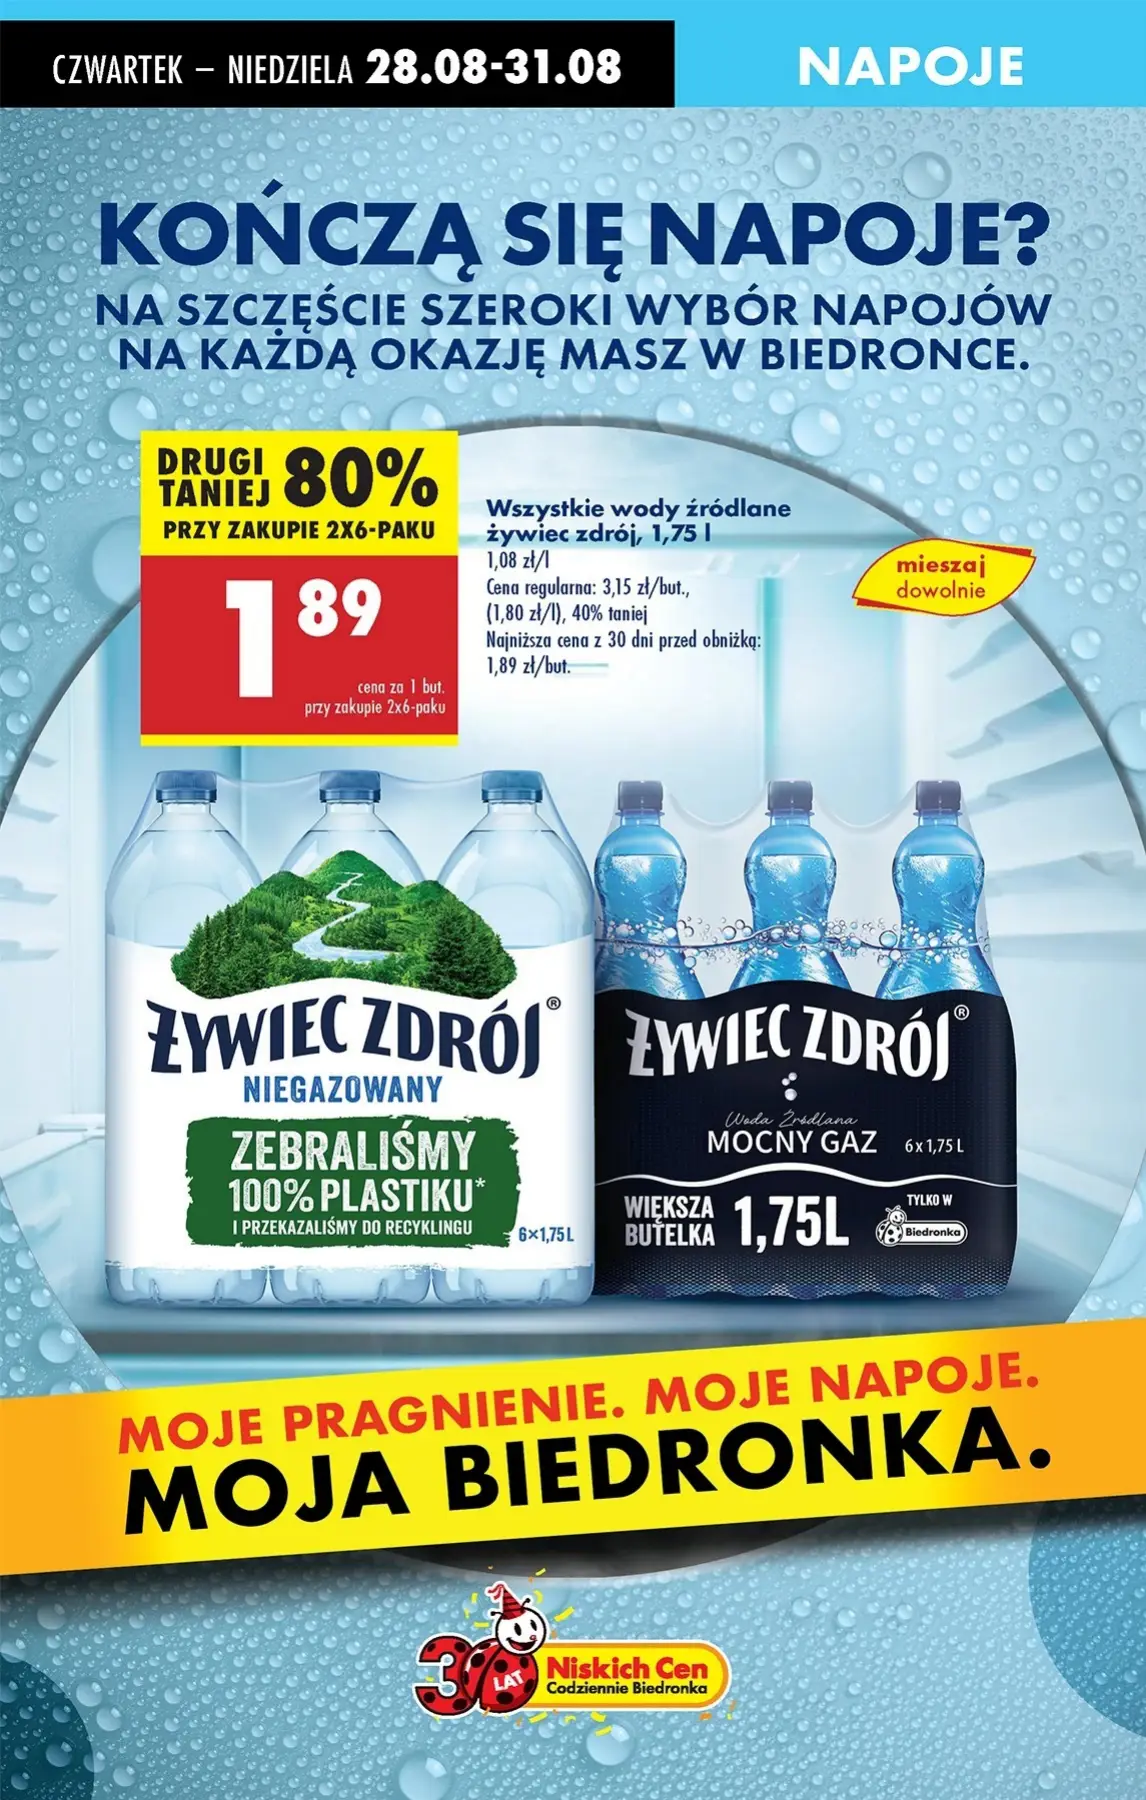 CZWARTEK – NIEDZIELA 28.08-31.08
NAPOJE
KOŃCZĄ SIĘ NAPOJE?
NA SZCZĘŚCIE SZEROKI WYBÓR NAPOJÓW
NA KAŻDĄ OKAZJĘ MASZ W BIEDRONCE.
DRUGI
TANIEJ 80%
PRZY ZAKUPIE 2X6-PAKU
1 89
cena za 1 but.
przy zakupie 2x6-paku
Wszystkie wody źródlane
żywiec zdrój, 1,75 l
1,08 zł/l
Cena regularna: 3,15 zł/but.,
(1,80 zł/l), 40% taniej
Najniższa cena z 30 dni przed obniżką:
1,89 zł/but.
mieszaj
dowolnie
ŻYWIEC ZDRÓJ®
NIEGAZOWANY
ZEBRALIŚMY
100% PLASTIKU*
I PRZEKAZALIŚMY DO RECYKLINGU
6×1,75 L
ŻYWIEC ZDRÓJ®
Woda Źródlana
MOCNY GAZ 6 x 1,75 L
WIĘKSZA
BUTELKA 1,75L
TYLKO W
Biedronka
MOJE PRAGNIENIE. MOJE NAPOJE.
MOJA BIEDRONKA.
30 LAT
Niskich Cen
Codziennie Biedronka